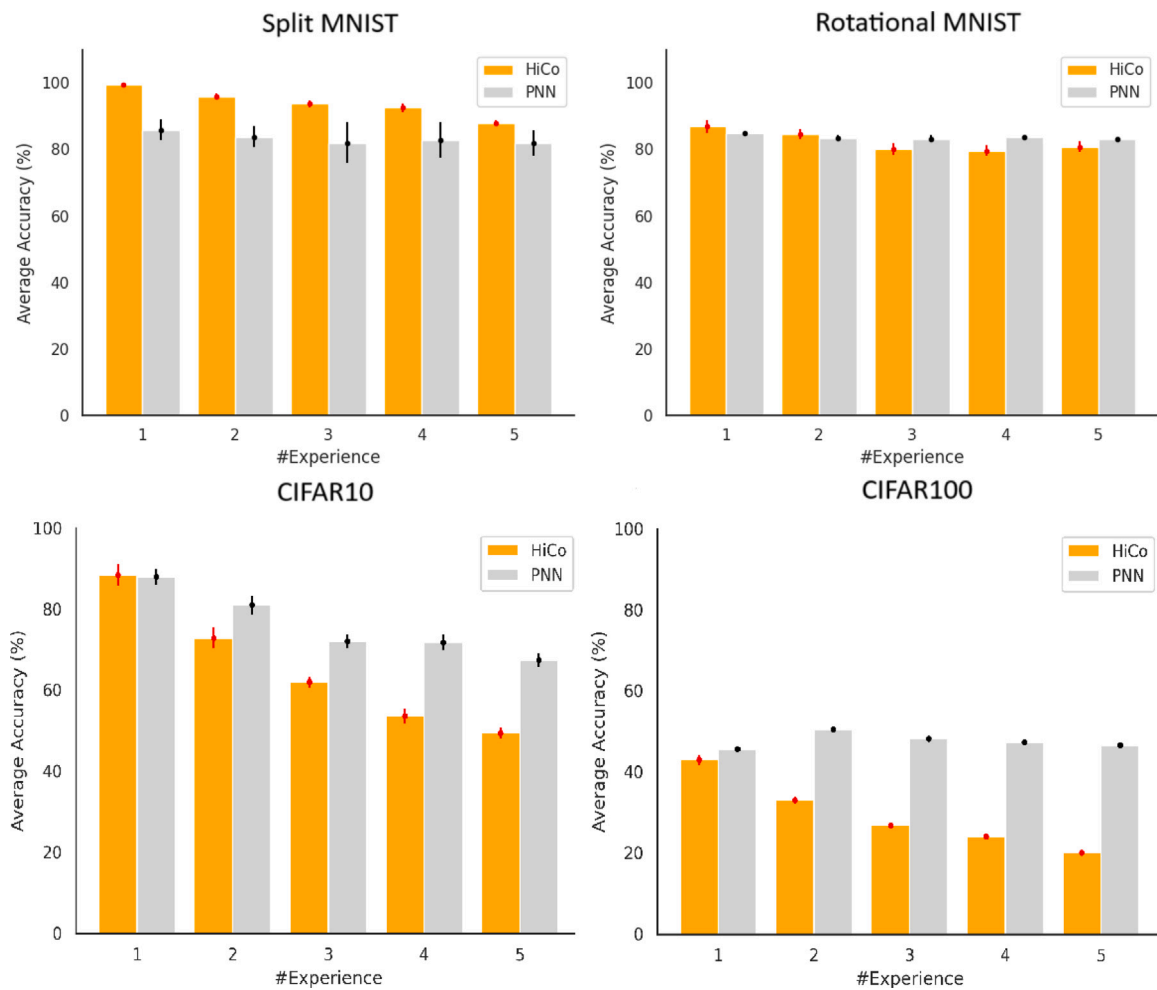 Split MNIST
HiCo
PNN
100
80
60
40
20
0
Average Accuracy (%)
1 2 3 4 5
#Experience
Rotational MNIST
HiCo
PNN
100
80
60
40
20
0
Average Accuracy (%)
1 2 3 4 5
#Experience
CIFAR10
HiCo
PNN
100
80
60
40
20
0
Average Accuracy (%)
1 2 3 4 5
#Experience
CIFAR100
HiCo
PNN
100
80
60
40
20
0
Average Accuracy (%)
1 2 3 4 5
#Experience